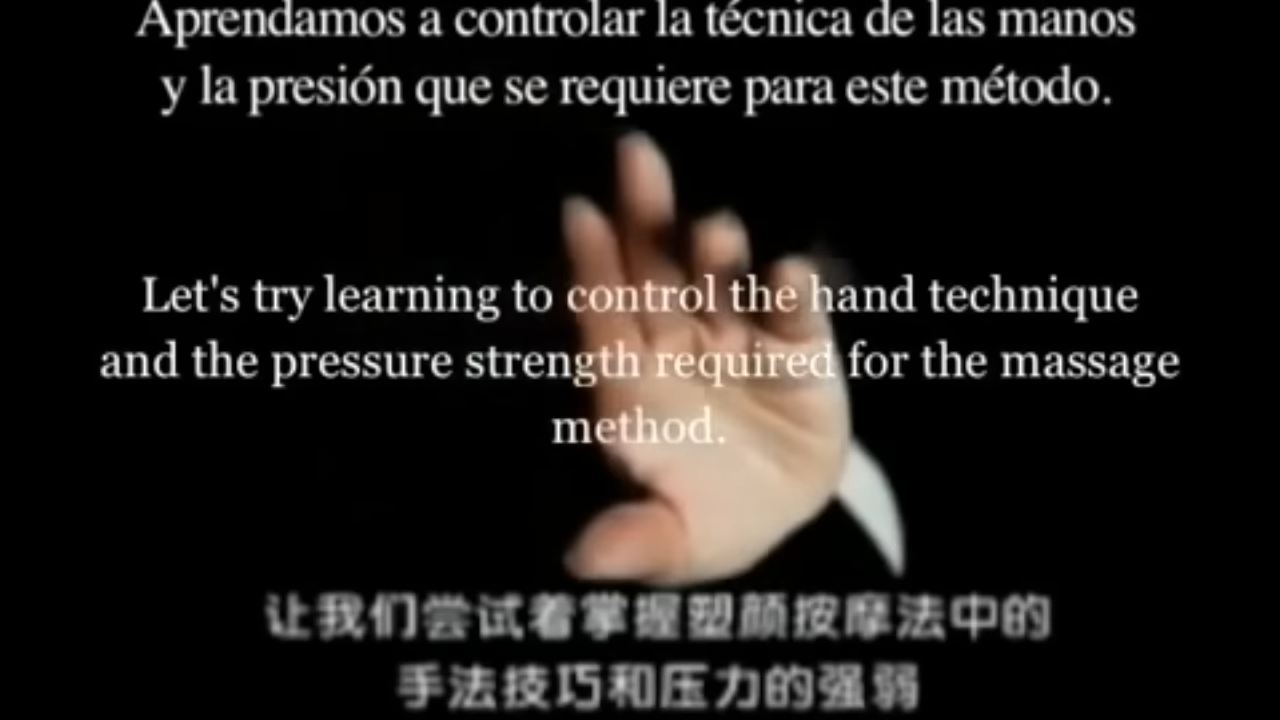 Aprendamos a controlar la técnica de las manos
y la presión que se requiere para este método.
Let's try learning to control the hand technique
and the pressure strength required for the massage
method.
让我们尝试着掌握塑颜按摩法中的
手法技巧和压力的强弱